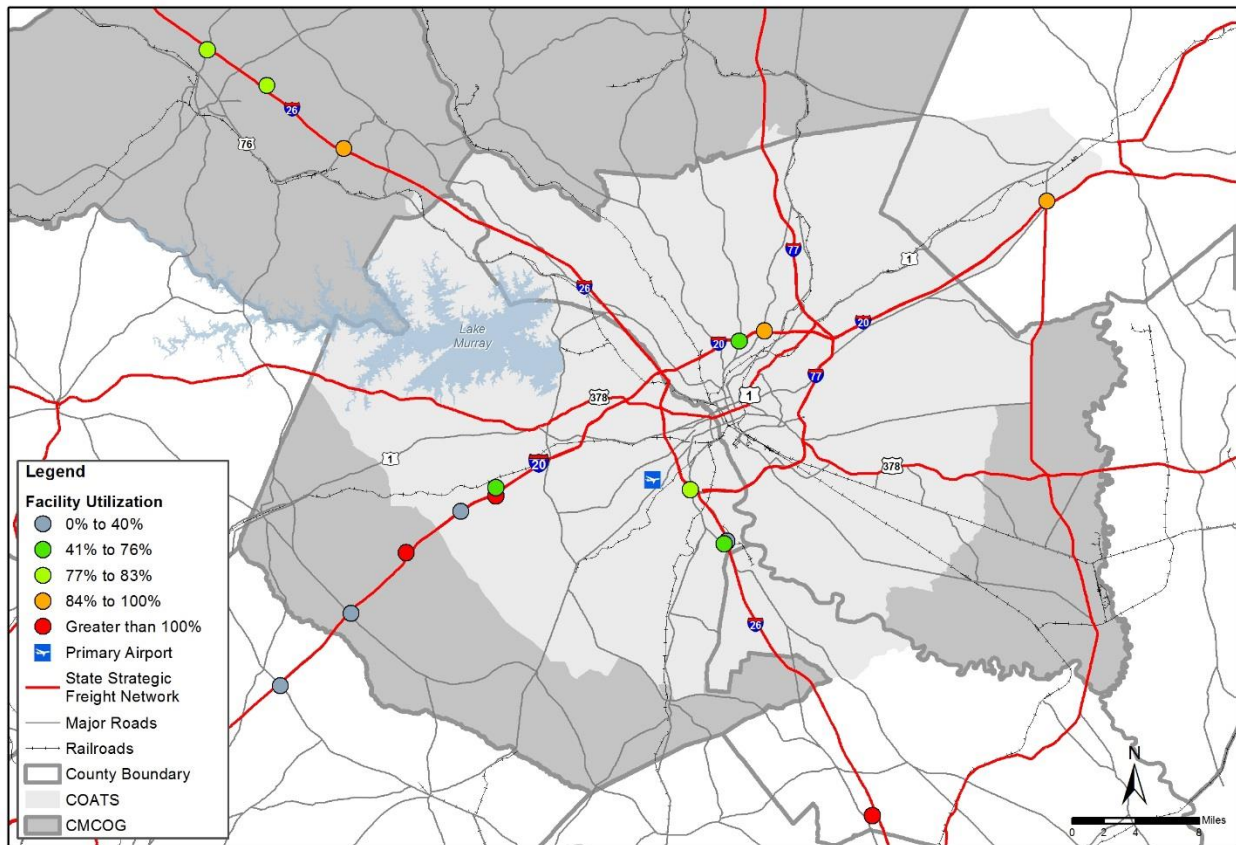 26
76
77
1
26
20
20
Lake
Murray
77
378
1
1
20
378
26
Legend
Facility Utilization
0% to 40%
41% to 76%
77% to 83%
84% to 100%
Greater than 100%
Primary Airport
State Strategic
Freight Network
Major Roads
Railroads
County Boundary
COATS
CMCOG
N
Miles
0 2 4 8